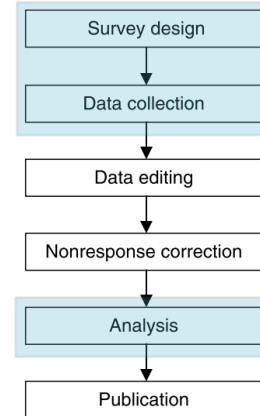 Survey design
Data collection
Data editing
Nonresponse correction
Analysis
Publication